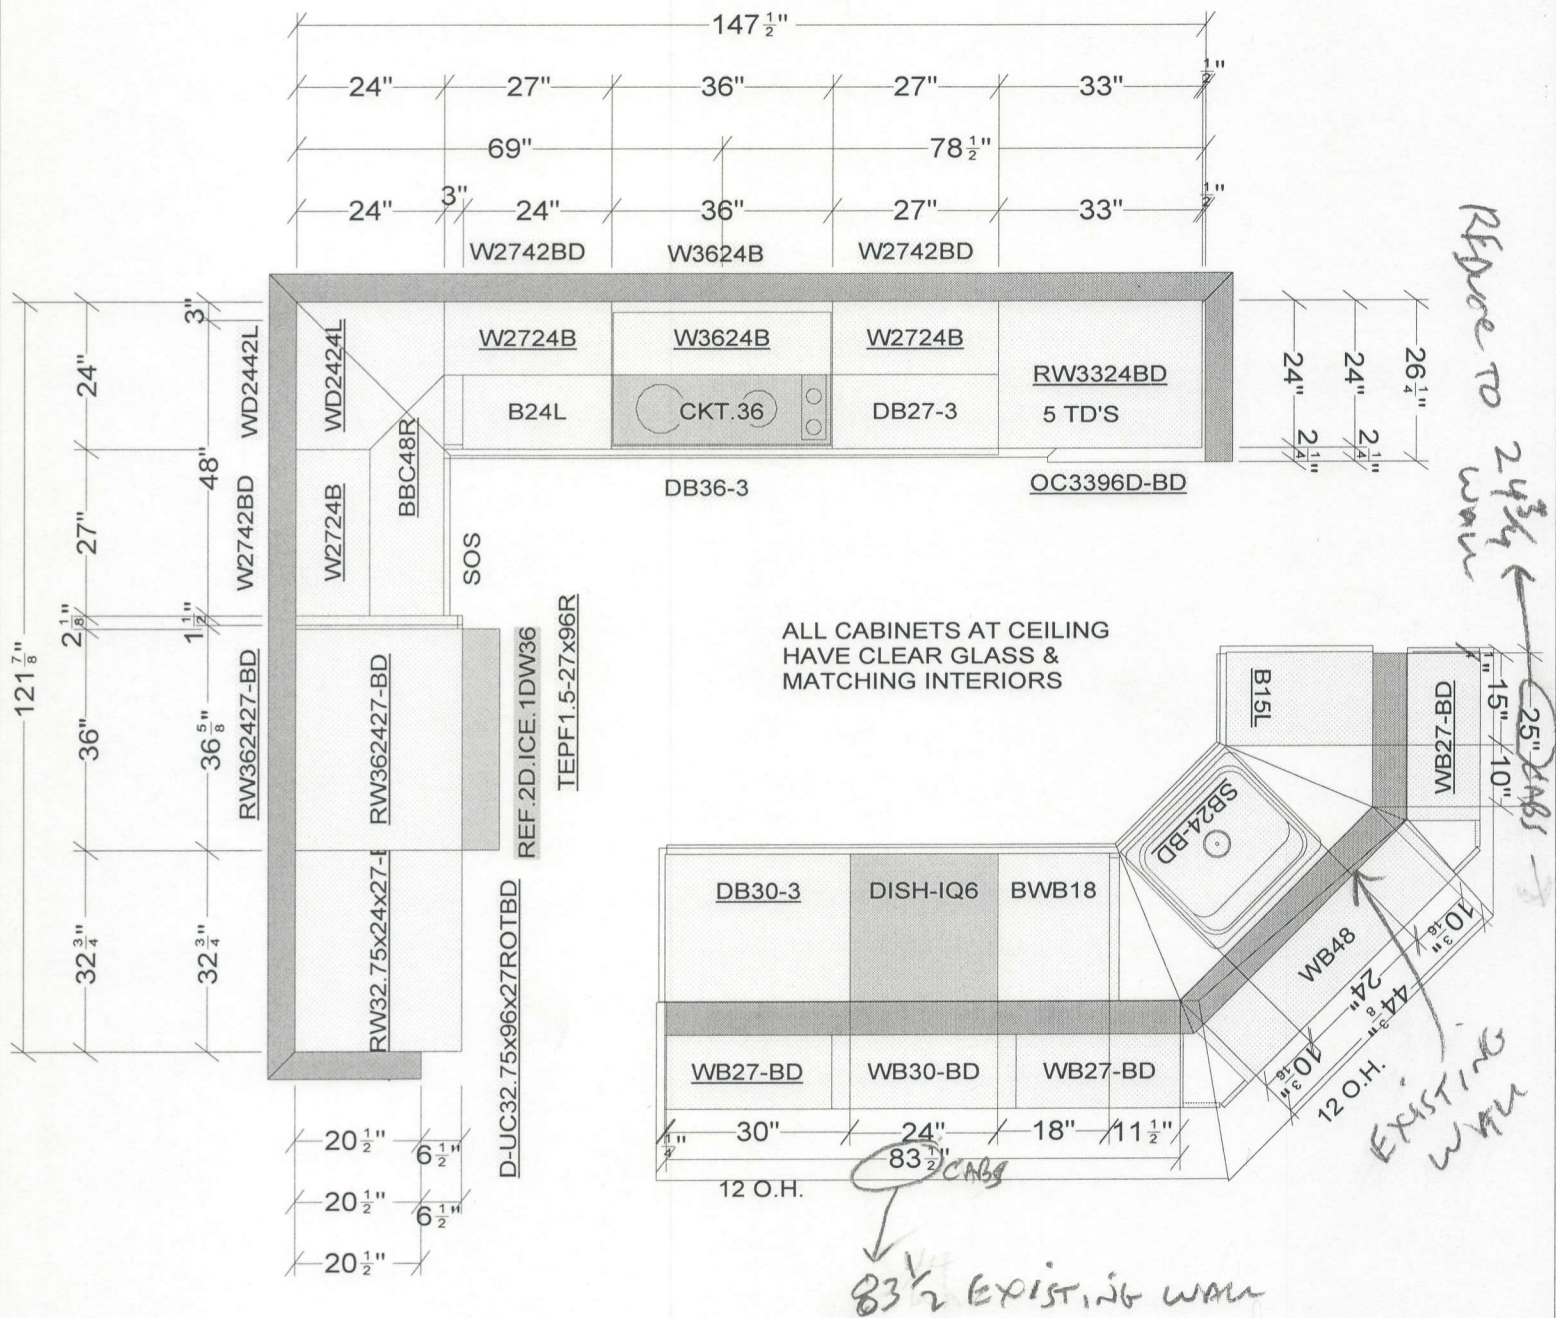 147 1/2"
24" 27" 36" 27" 33" 1/2"
69" 78 1/2"
24" 3" 24" 36" 27" 33" 1/2"
W2742BD W3624B W2742BD
W2724B W3624B W2724B RW3324BD
B24L CKT.36 DB27-3 5 TD'S
DB36-3 OC3396D-BD
24" 2 1/4"
24" 2 1/4"
26 1/4"
REDUCE TO 24 3/4
WALL
121 7/8"
24" 27" 2 1/8" 36" 32 3/4"
3" 48" 1 1/2" 36 5/8" 32 3/4"
WD2442L W2742BD RW362427-BD
WD2424L W2724B RW362427-BD
RW32.75x24x27-B
BBC48R
SOS
REF.2D.ICE.1DW36
TEPF1.5-27x96R
D-UC32.75x96x27ROTBD
20 1/2" 6 1/2"
20 1/2" 6 1/2"
20 1/2"
ALL CABINETS AT CEILING
HAVE CLEAR GLASS &
MATCHING INTERIORS
B15L
WB27-BD
1/4" 15" 10"
25" CABS
SB24-BD
WB48
10 3/16" 24" 10 3/16"
44 3/8"
12 O.H.
EXISTING
WALL
DB30-3 DISH-IQ6 BWB18
WB27-BD WB30-BD WB27-BD
1/4" 30" 24" 18" 11 1/2"
83 1/2" CABS
12 O.H.
83 1/2 EXISTING WALL